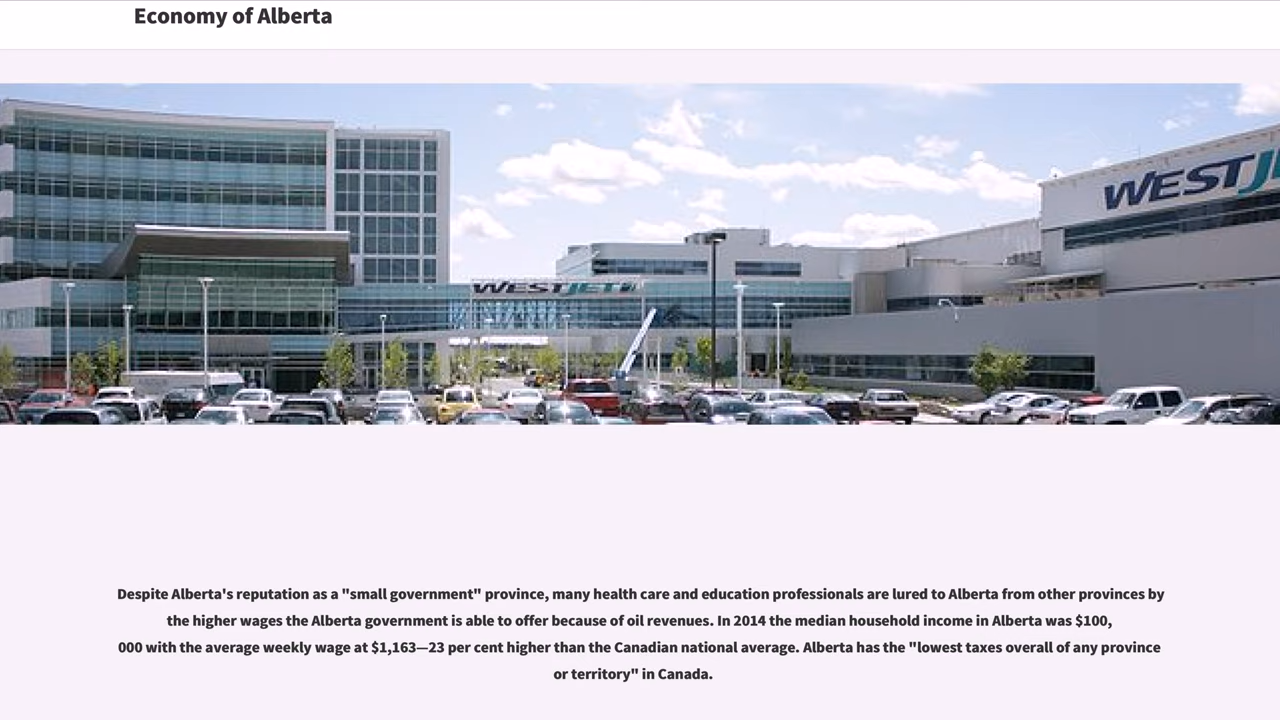 Economy of Alberta
WESTJE
WESTJET
Despite Alberta's reputation as a "small government" province, many health care and education professionals are lured to Alberta from other provinces by
the higher wages the Alberta government is able to offer because of oil revenues. In 2014 the median household income in Alberta was $100,
000 with the average weekly wage at $1,163—23 per cent higher than the Canadian national average. Alberta has the "lowest taxes overall of any province
or territory" in Canada.